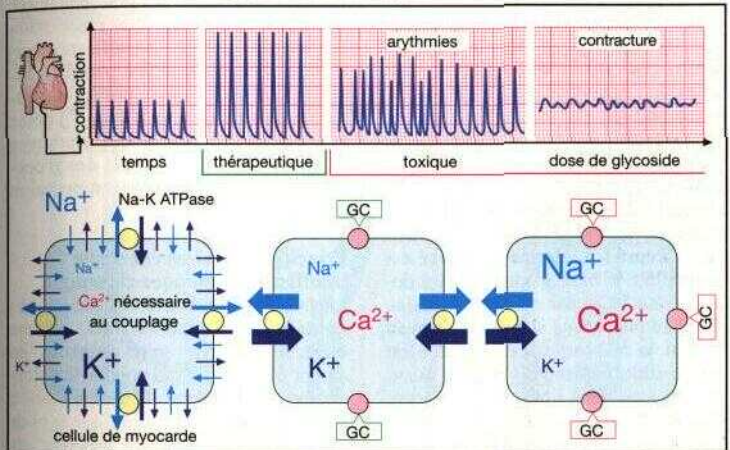 contraction
arythmies
contracture
temps
thérapeutique
toxique
dose de glycoside
Na⁺
Na-K ATPase
Na⁺
Ca²⁺ nécessaire
au couplage
K⁺
K⁺
cellule de myocarde
GC
Na⁺
Ca²⁺
K⁺
GC
GC
Na⁺
Ca²⁺
GC
K⁺
GC